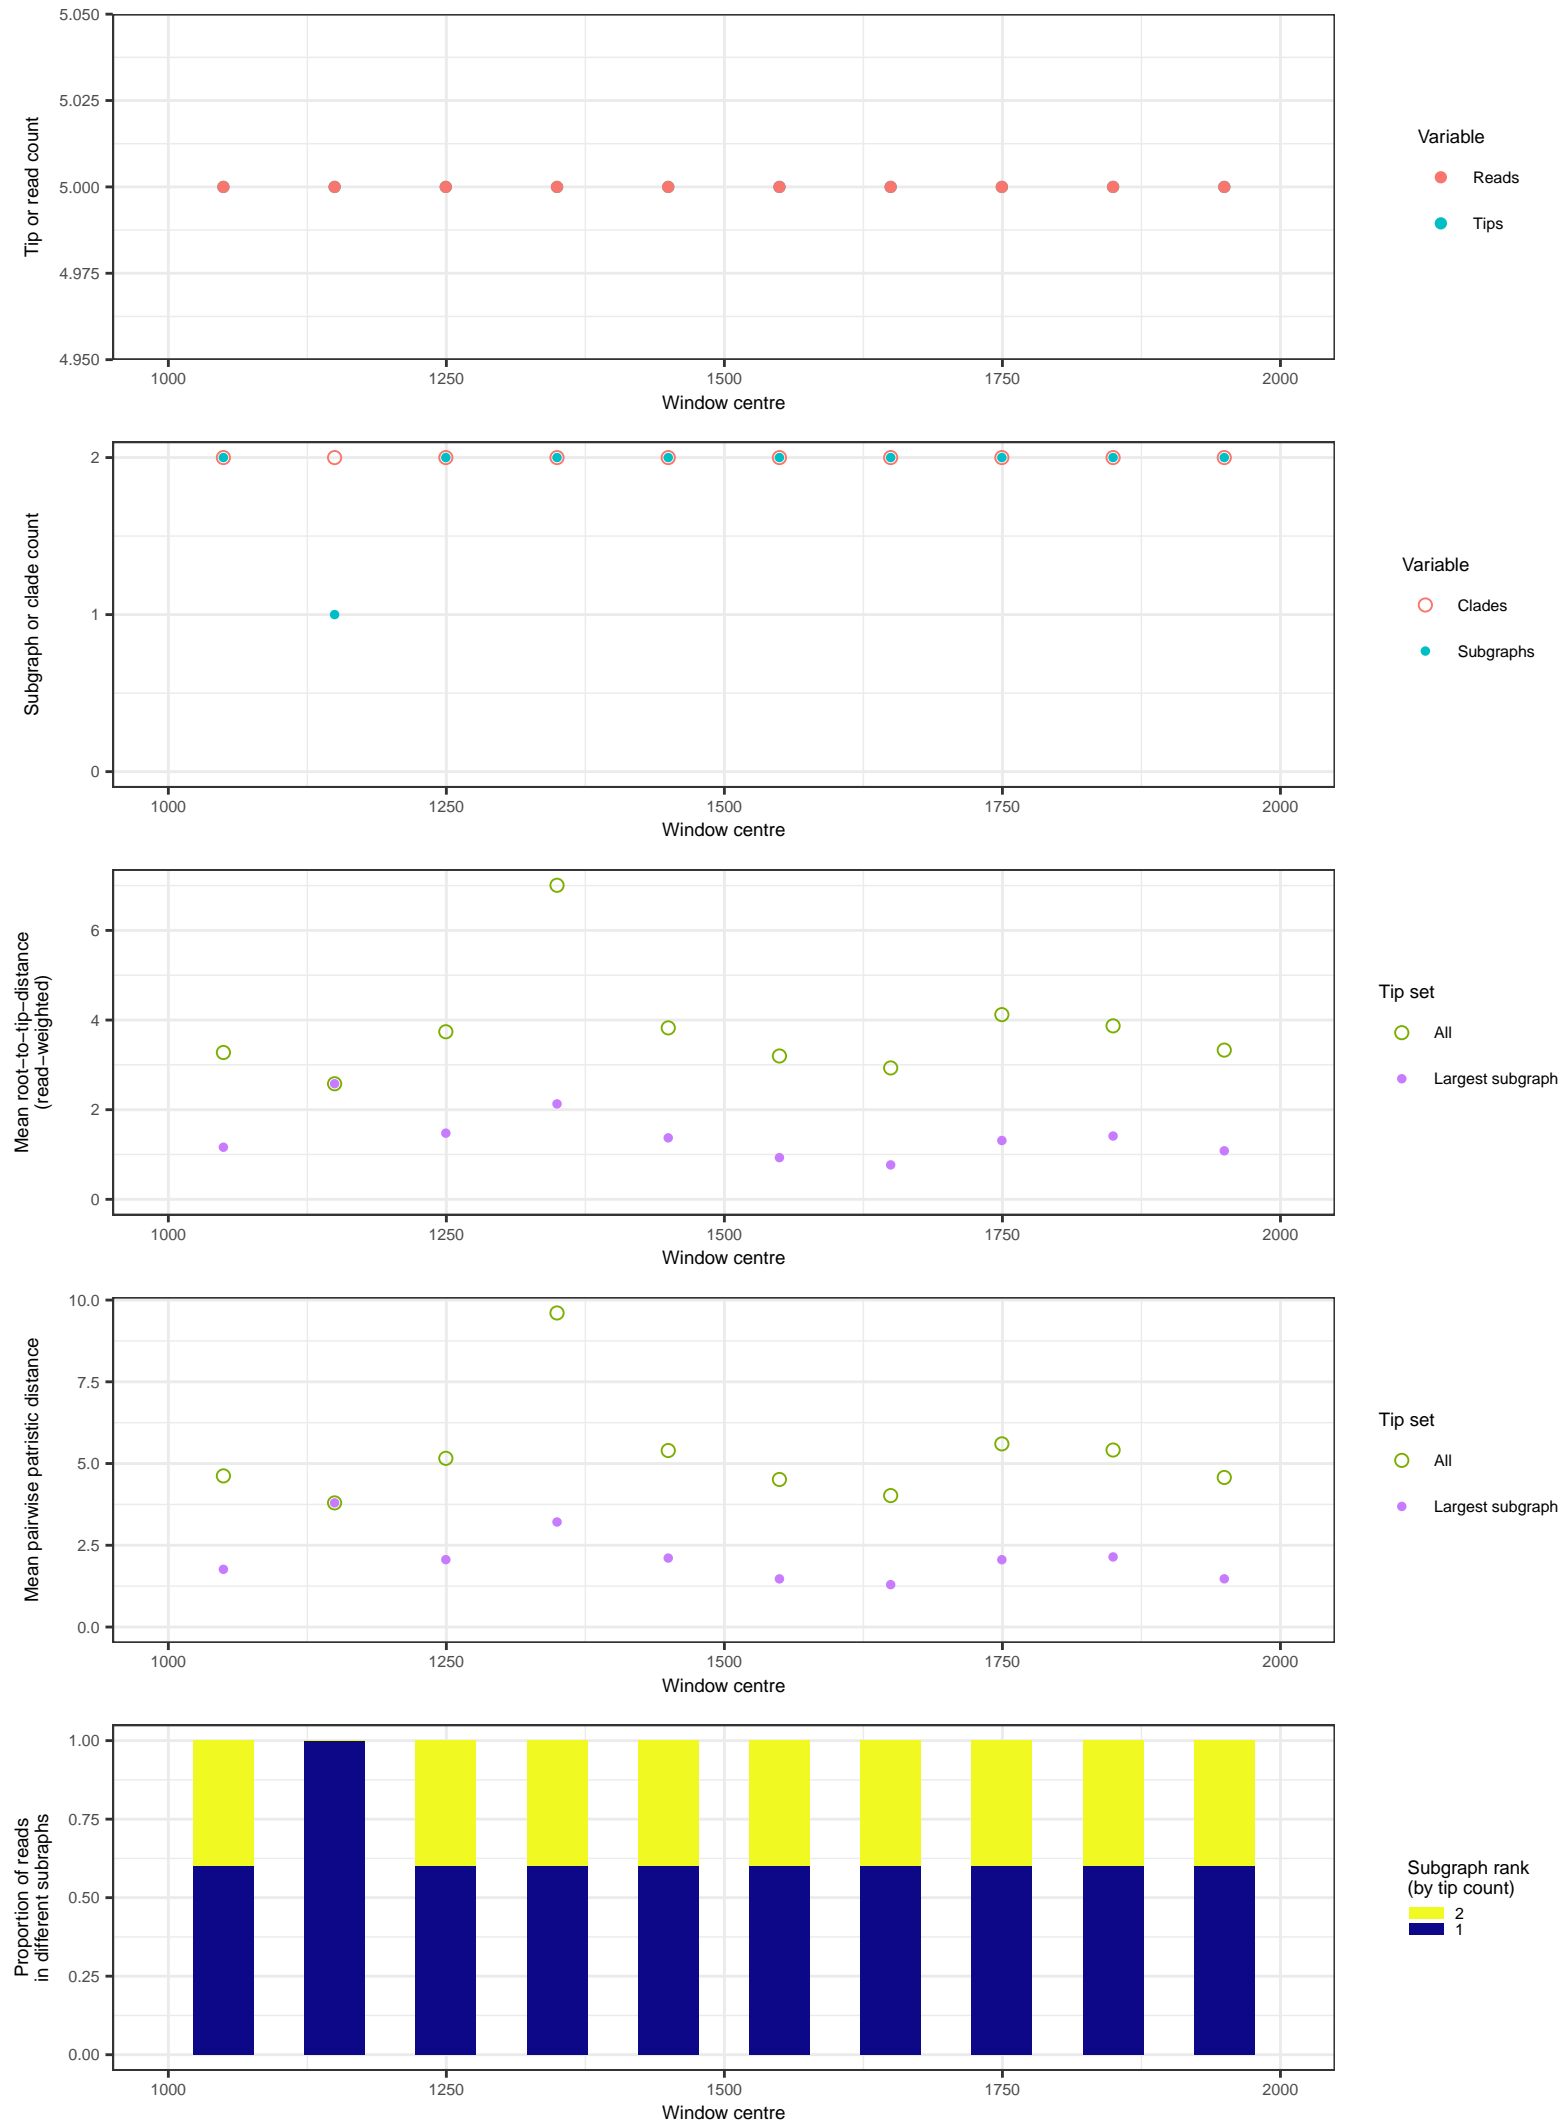 5.050
5.025
5.000
4.975
4.950
Tip or read count
1000 1250 1500 1750 2000
Window centre
Variable
Reads
Tips
2
1
0
Subgraph or clade count
1000 1250 1500 1750 2000
Window centre
Variable
Clades
Subgraphs
6
4
2
0
Mean root−to−tip−distance
(read−weighted)
1000 1250 1500 1750 2000
Window centre
Tip set
All
Largest subgraph
10.0
7.5
5.0
2.5
0.0
Mean pairwise patristic distance
1000 1250 1500 1750 2000
Window centre
Tip set
All
Largest subgraph
1.00
0.75
0.50
0.25
0.00
Proportion of reads
in different subraphs
1000 1250 1500 1750 2000
Window centre
Subgraph rank
(by tip count)
2
1